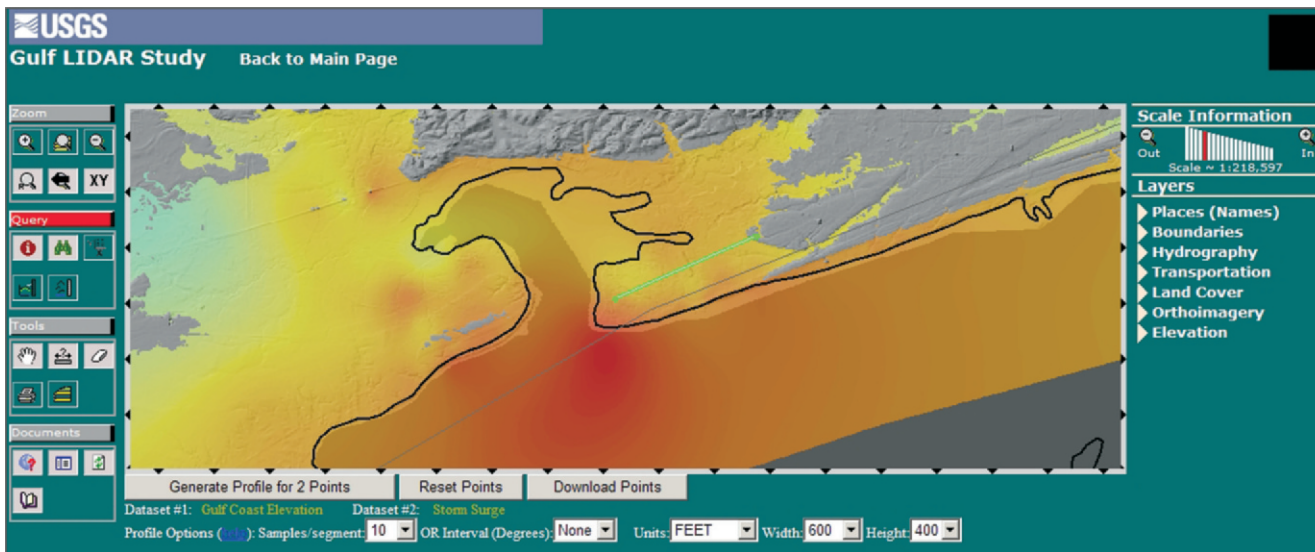 USGS
Gulf LIDAR Study Back to Main Page
Zoom
XY
Query
Tools
Documents
Scale Information
Out In
Scale ~ 1:218,597
Layers
Places (Names)
Boundaries
Hydrography
Transportation
Land Cover
Orthoimagery
Elevation
Generate Profile for 2 Points Reset Points Download Points
Dataset #1: Gulf Coast Elevation Dataset #2: Storm Surge
Profile Options ( ): Samples/segment: 10 OR Interval (Degrees): None Units: FEET Width: 600 Height: 400